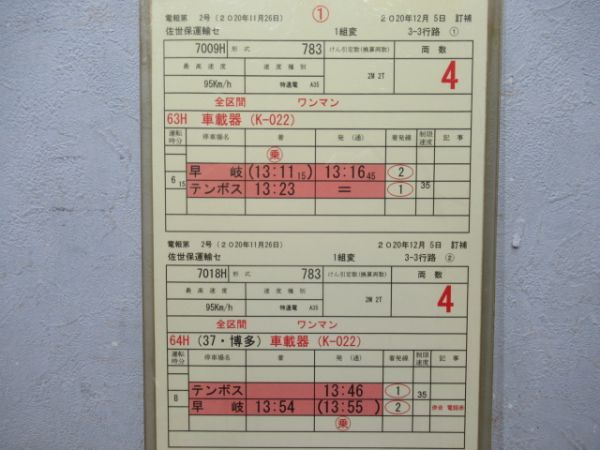 ①
電報第 2号(2020年11月26日) 2020年12月 5日 訂補
佐世保運輸セ 1組変 3-3行路 ①
7009H 形 式 783 けん引定数(換算両数) 両 数
最 高 速 度 速 度 種 別 2M 2T 4
95Km/h 特通電 A35
全区間 ワンマン
63H 車載器(K-022)
運転時分 停車場名 着 発 (通) 着発線 制限速度 記 事
乗
6 15 早 岐 (13:11 15) 13:16 45 2 35
テンボス 13:23 = 1
電報第 2号(2020年11月26日) 2020年12月 5日 訂補
佐世保運輸セ 1組変 3-3行路 ②
7018H 形 式 783 けん引定数(換算両数) 両 数
最 高 速 度 速 度 種 別 2M 2T 4
95Km/h 特通電 A35
全区間 ワンマン
64H (37・博多) 車載器(K-022)
運転時分 停車場名 着 発 (通) 着発線 制限速度 記 事
8 テンボス 13:46 1 35
早 岐 13:54 (13:55 ) 2
乗